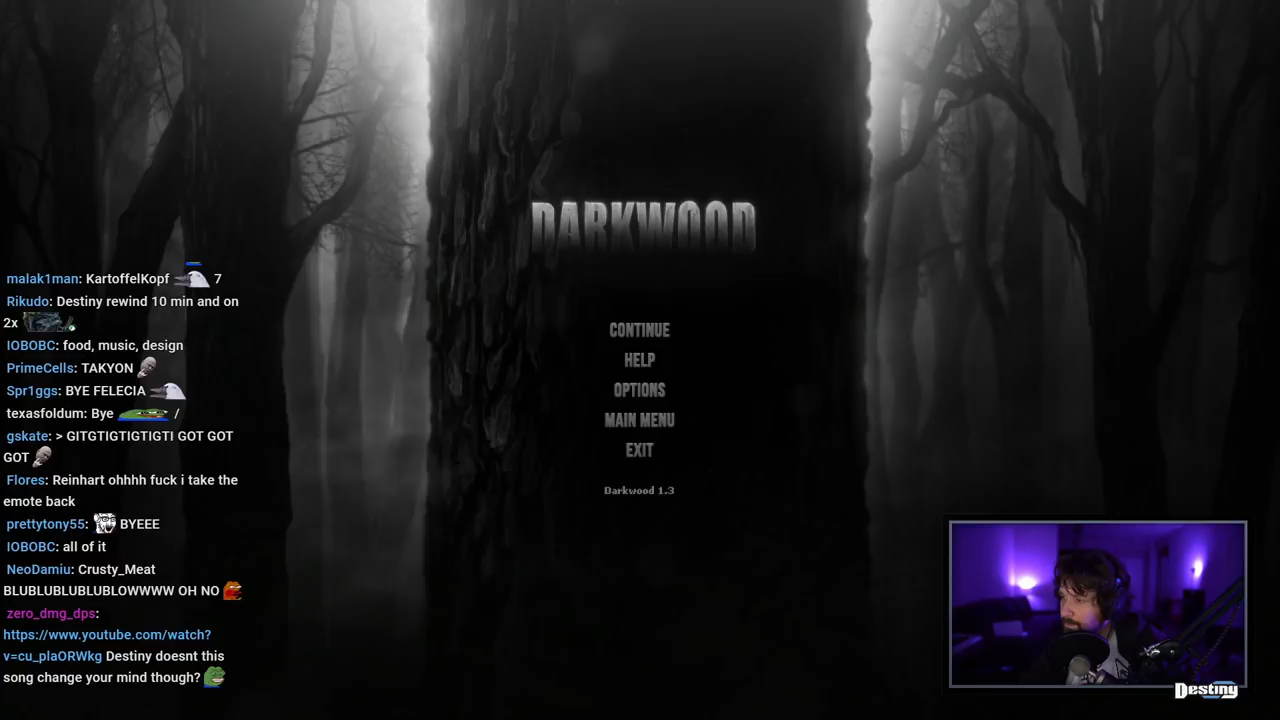 DARKWOOD
CONTINUE
HELP
OPTIONS
MAIN MENU
EXIT
Darkwood 1.3
malak1man: KartoffelKopf 7
Rikudo: Destiny rewind 10 min and on
2x
IOBOBC: food, music, design
PrimeCells: TAKYON
Spr1ggs: BYE FELECIA
texasfoldum: Bye /
gskate: > GITGTIGTIGTIGTI GOT GOT
GOT
Flores: Reinhart ohhhh fuck i take the
emote back
prettytony55: BYEEE
IOBOBC: all of it
NeoDamiu: Crusty_Meat
BLUBLUBLUBLUBLOWWWW OH NO
zero_dmg_dps:
https://www.youtube.com/watch?
v=cu_plaORWkg Destiny doesnt this
song change your mind though?
Destiny